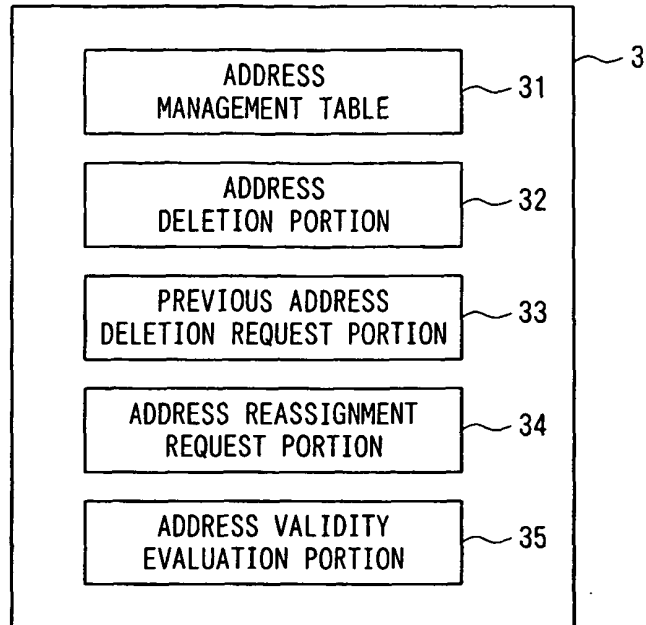 3
ADDRESS
MANAGEMENT TABLE
31
ADDRESS
DELETION PORTION
32
PREVIOUS ADDRESS
DELETION REQUEST PORTION
33
ADDRESS REASSIGNMENT
REQUEST PORTION
34
ADDRESS VALIDITY
EVALUATION PORTION
35